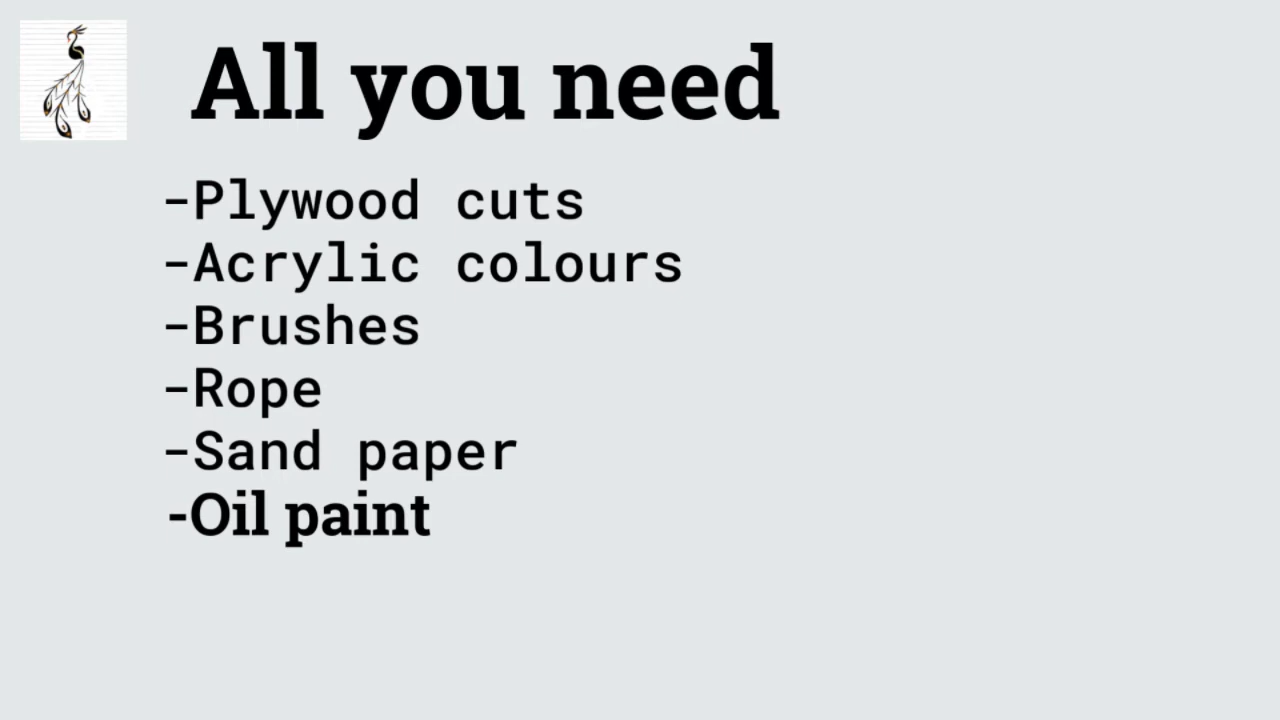 All you need
-Plywood cuts
-Acrylic colours
-Brushes
-Rope
-Sand paper
-Oil paint